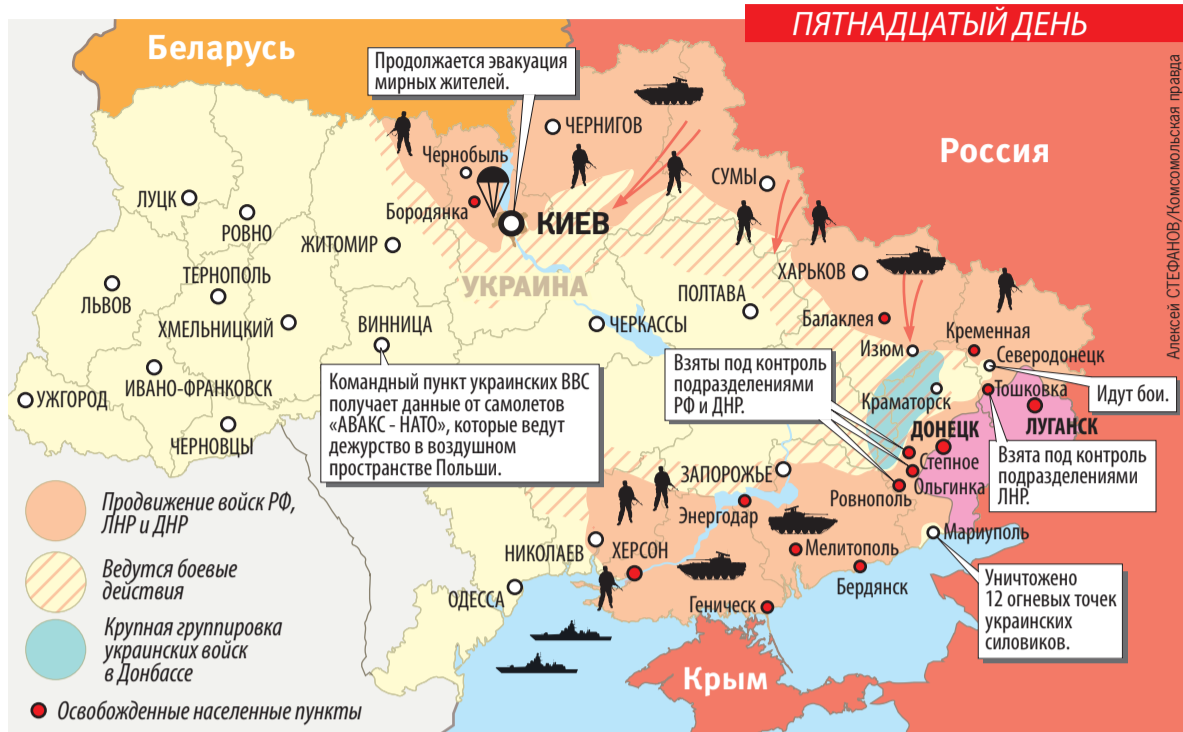 ПЯТНАДЦАТЫЙ ДЕНЬ
Беларусь
Продолжается эвакуация
мирных жителей.
ЧЕРНИГОВ
Россия
Алексей СТЕФАНОВ/Комсомольская правда
Чернобыль
СУМЫ
ЛУЦК
Бородянка
РОВНО
КИЕВ
ЖИТОМИР
ТЕРНОПОЛЬ
УКРАИНА
ХАРЬКОВ
ЛЬВОВ
ПОЛТАВА
ХМЕЛЬНИЦКИЙ
ВИННИЦА
ЧЕРКАССЫ
Балаклея
Кременная
Изюм
Северодонецк
Взяты под контроль
подразделениями
РФ и ДНР.
ИВАНО-ФРАНКОВСК
УЖГОРОД
Командный пункт украинских ВВС
получает данные от самолетов
«АВАКС - НАТО», которые ведут
дежурство в воздушном
пространстве Польши.
Идут бои.
Тошковка
Краматорск
ЛУГАНСК
ЧЕРНОВЦЫ
ДОНЕЦК
Взята под контроль
подразделениями
ЛНР.
Степное
ЗАПОРОЖЬЕ
Ольгинка
Ровнополь
Энергодар
Продвижение войск РФ,
ЛНР и ДНР
Мариуполь
НИКОЛАЕВ
ХЕРСОН
Мелитополь
Ведутся боевые
действия
Бердянск
Уничтожено
12 огневых точек
украинских
силовиков.
ОДЕССА
Геническ
Крупная группировка
украинских войск
в Донбассе
Крым
Освобожденные населенные пункты